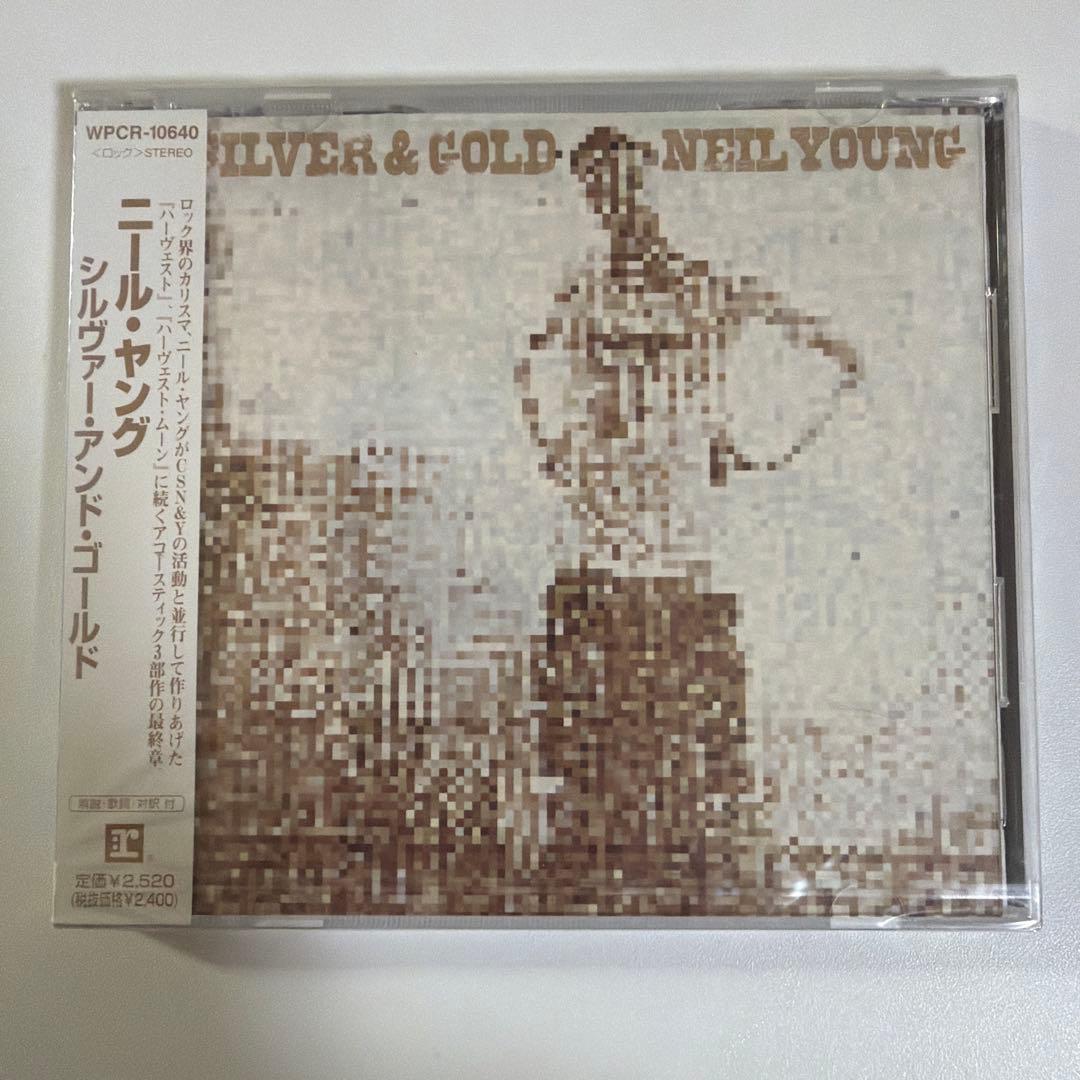 WPCR-10640
<ロック>STEREO
ILVER & GOLD
NEIL YOUNG
ロック界のカリスマ、ニール・ヤングがCSN&Yの活動と並行して作りあげた
『ハーヴェスト』、『ハーヴェスト・ムーン』に続くアコースティック3部作の最終章
ニール・ヤング
シルヴァー・アンド・ゴールド
解説・歌詞/対訳 付
r
定価¥2,520
(税抜価格¥2,400)